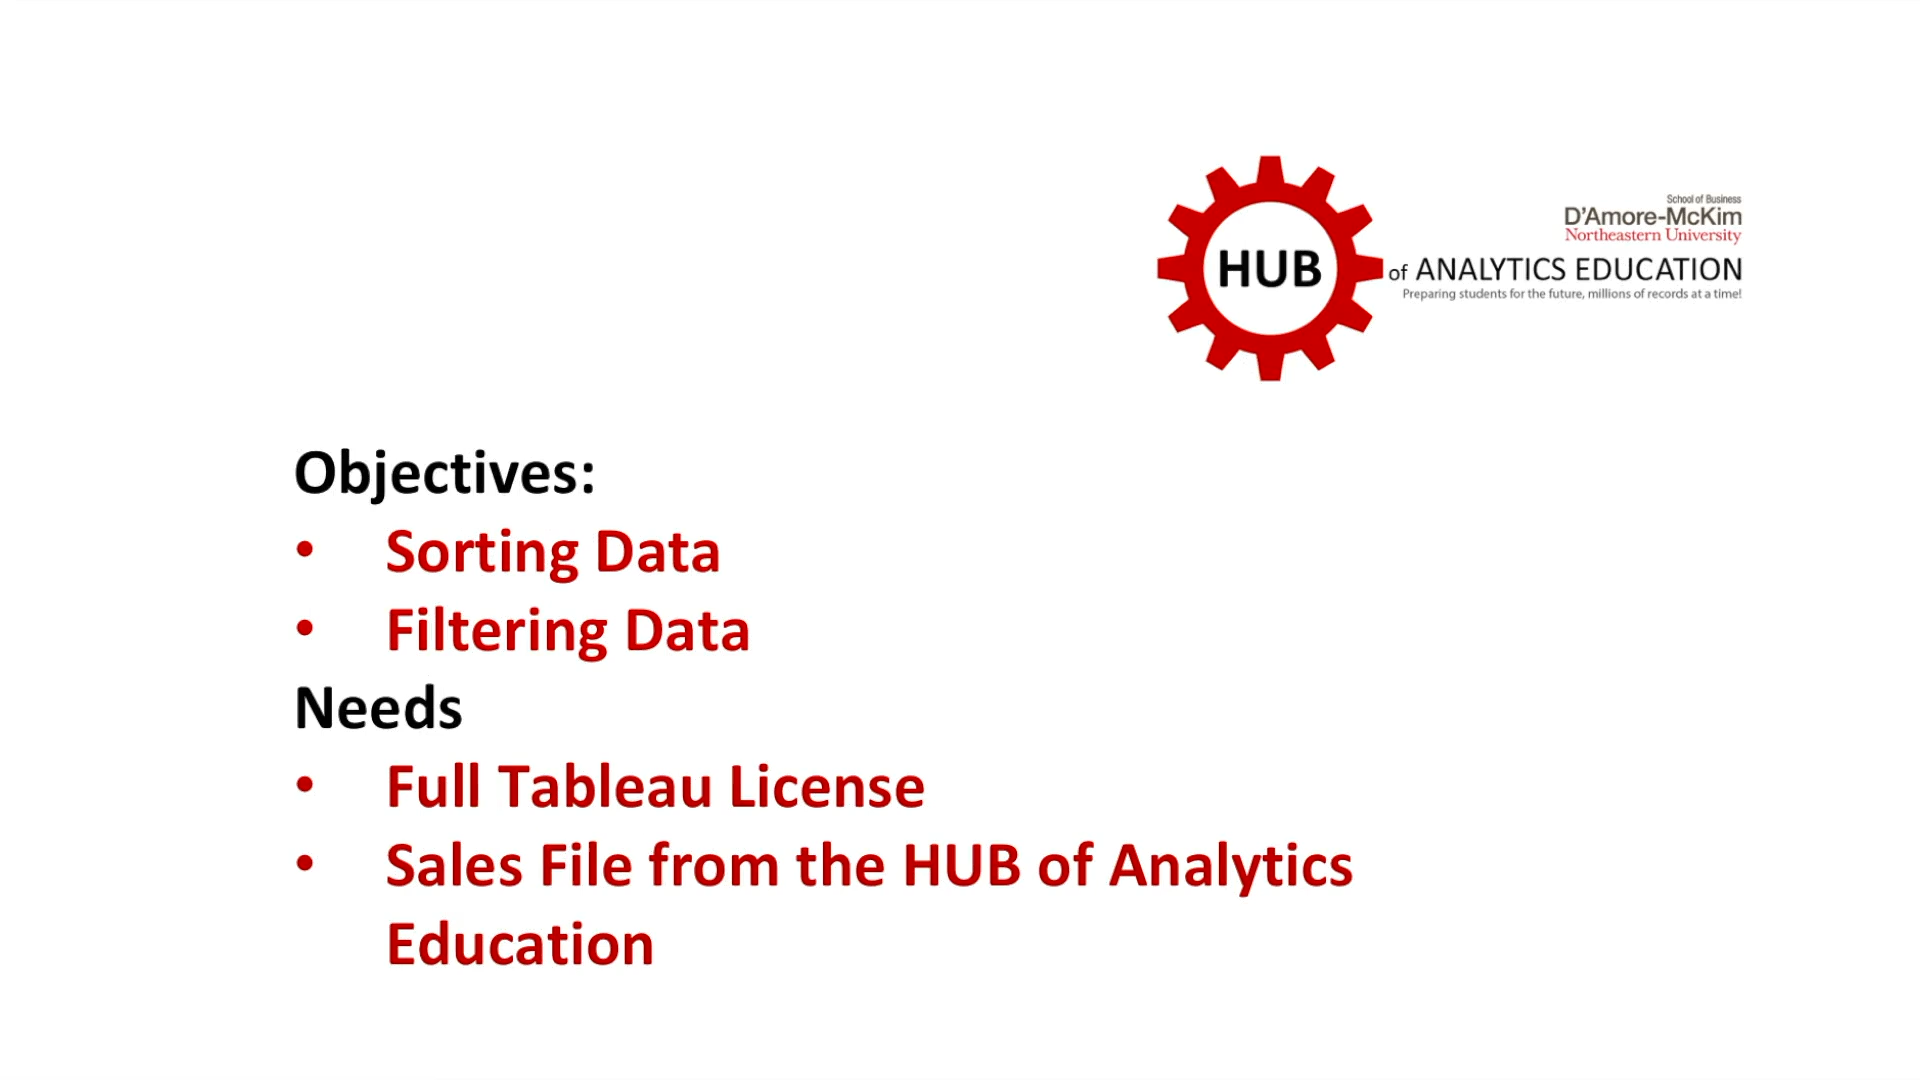 School of Business
D'Amore-McKim
Northeastern University
HUB of ANALYTICS EDUCATION
Preparing students for the future, millions of records at a time!
Objectives:
• Sorting Data
• Filtering Data
Needs
• Full Tableau License
• Sales File from the HUB of Analytics
Education